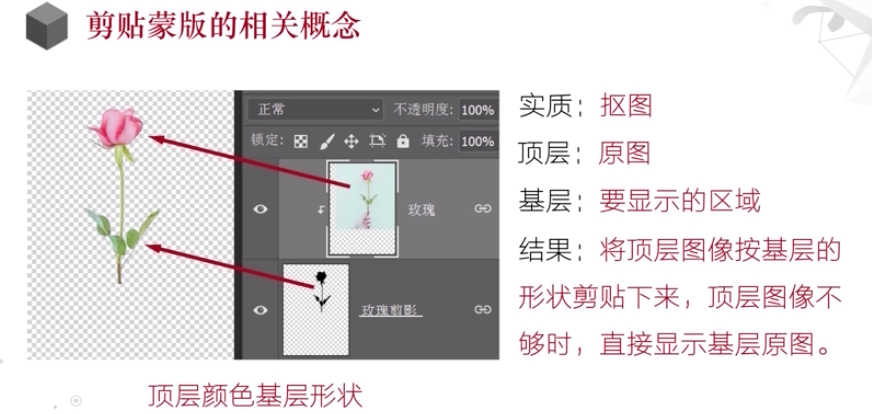 剪贴蒙版的相关概念
正常 不透明度: 100%
锁定: 填充: 100%
玫瑰
玫瑰剪影
实质：抠图
顶层：原图
基层：要显示的区域
结果：将顶层图像按基层的
形状剪贴下来，顶层图像不
够时，直接显示基层原图。
顶层颜色基层形状